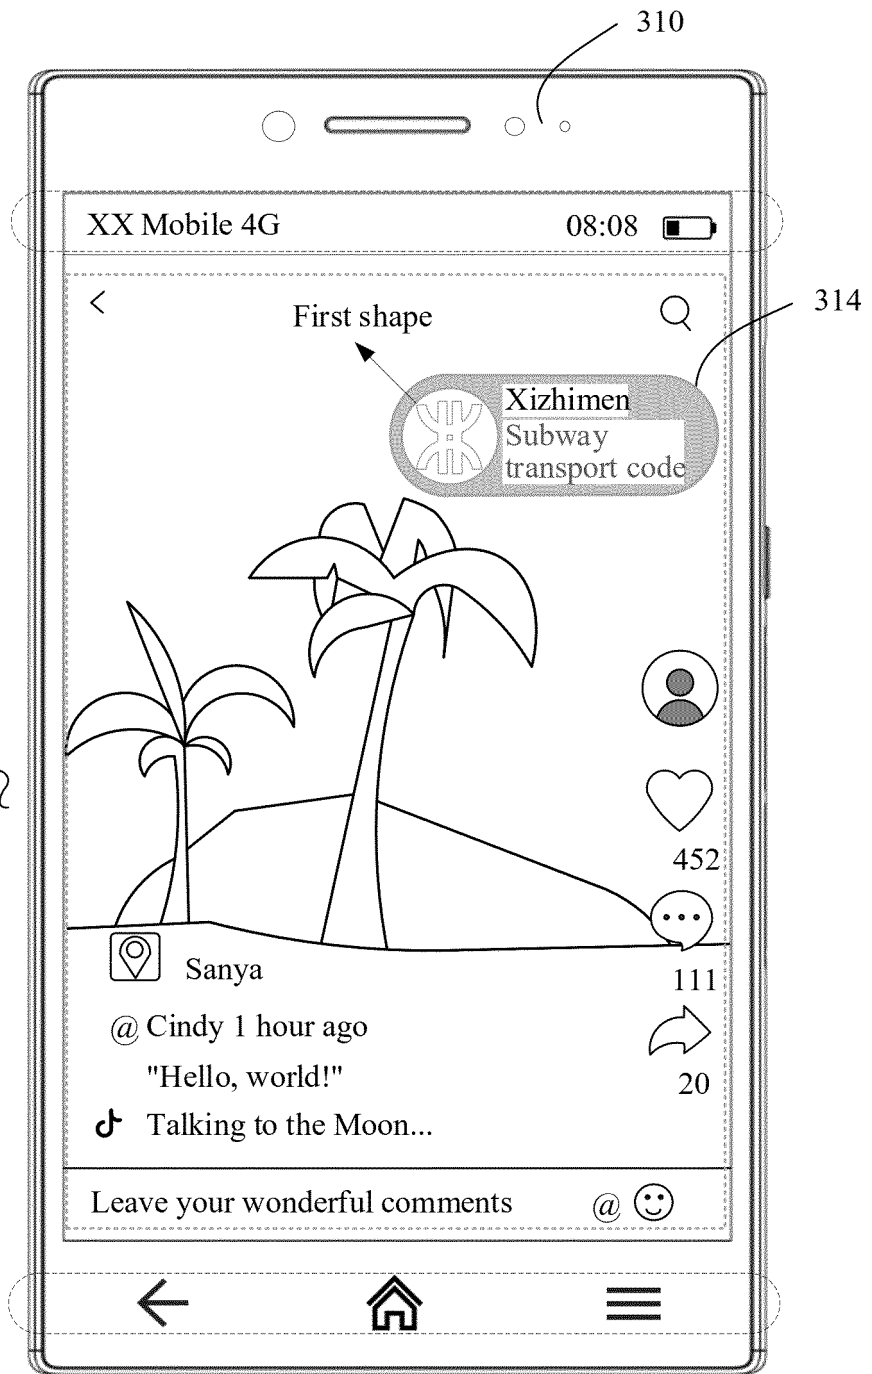 310
XX Mobile 4G 08:08
314
First shape
Xizhimen
Subway
transport code
452
Sanya
111
@ Cindy 1 hour ago
"Hello, world!"
20
Talking to the Moon...
Leave your wonderful comments @